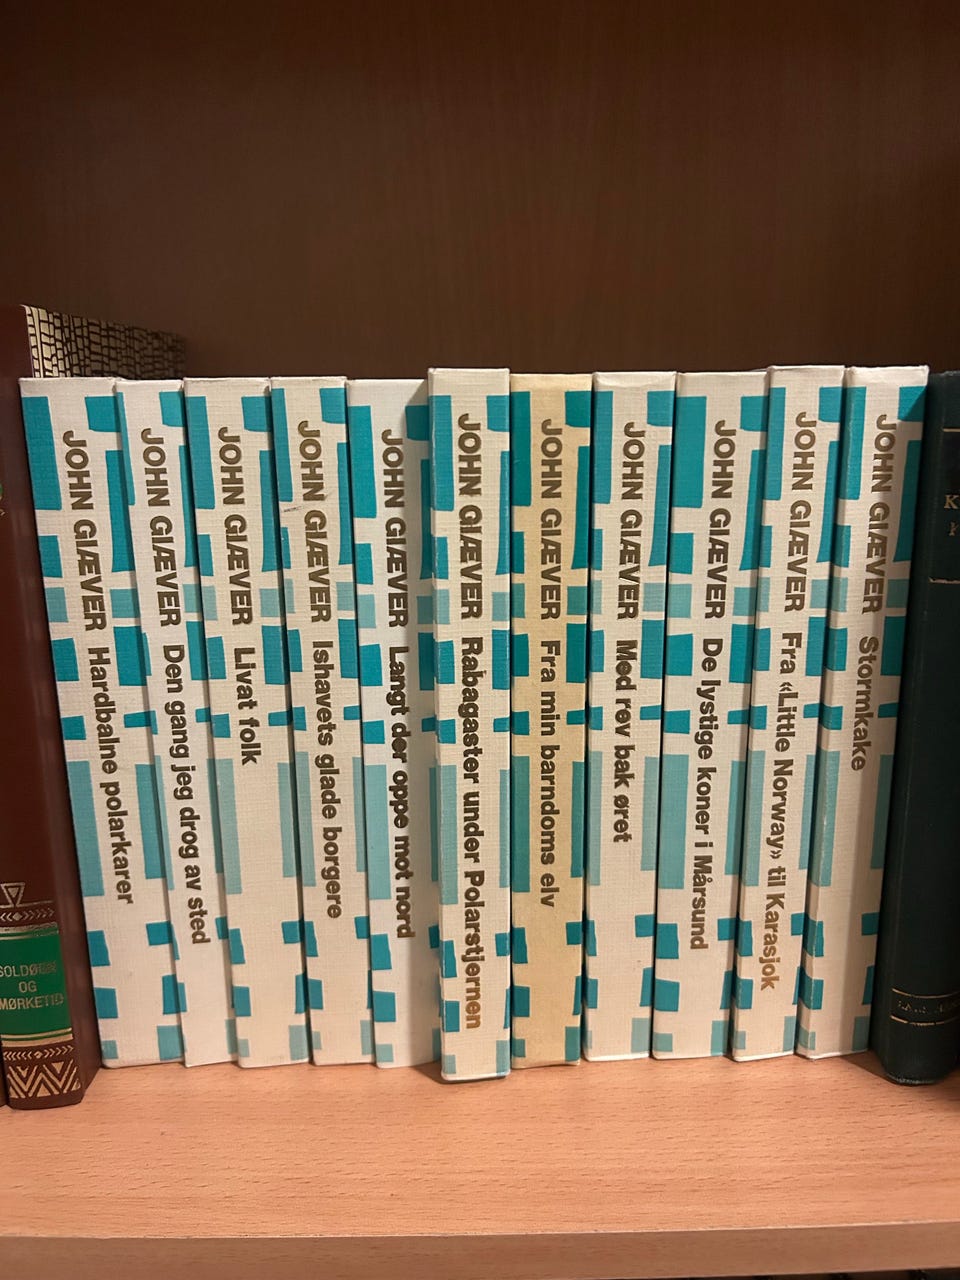 SOLDØGN
OG
MØRKETID
JOHN GIÆVER Hardbalne polarkarer
JOHN GIÆVER Den gang jeg drog av sted
JOHN GIÆVER Livat folk
JOHN GIÆVER Ishavets glade borgere
JOHN GIÆVER Langt der oppe mot nord
JOHN GIÆVER Rabagaster under Polarstjernen
JOHN GIÆVER Fra min barndoms elv
JOHN GIÆVER Med rev bak øret
JOHN GIÆVER De lystige koner i Mårsund
JOHN GIÆVER Fra «Little Norway» til Karasjok
JOHN GIÆVER Stormkake
K